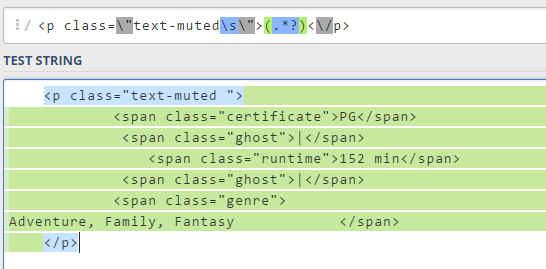 / <p class=\"text-muted\s\">(.*?)<\/p>
TEST STRING
<p class="text-muted ">
<span class="certificate">PG</span>
<span class="ghost">|</span>
<span class="runtime">152 min</span>
<span class="ghost">|</span>
<span class="genre">
Adventure, Family, Fantasy            </span>
</p>